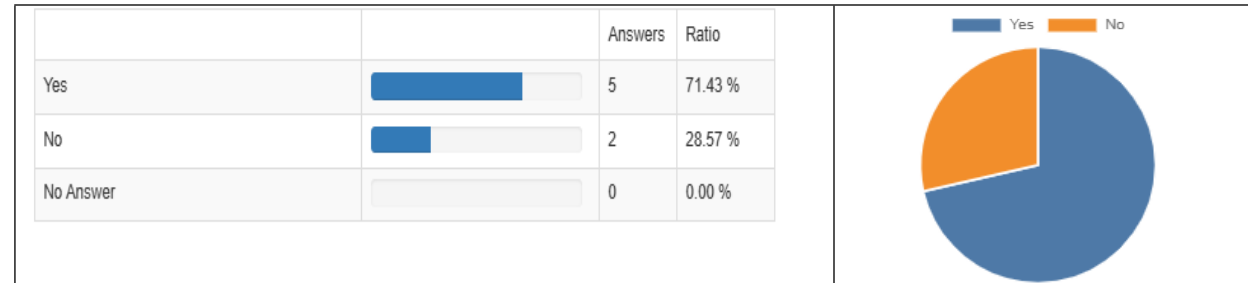 Answers Ratio
Yes 5 71.43 %
No 2 28.57 %
No Answer 0 0.00 %
Yes No